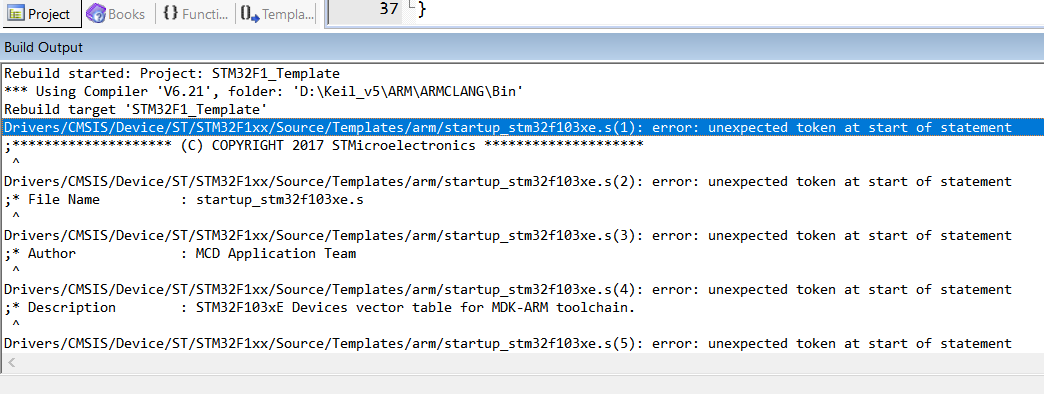 Project Books Functi... Templa...
37 }
Build Output
Rebuild started: Project: STM32F1_Template
*** Using Compiler 'V6.21', folder: 'D:\Keil_v5\ARM\ARMCLANG\Bin'
Rebuild target 'STM32F1_Template'
Drivers/CMSIS/Device/ST/STM32F1xx/Source/Templates/arm/startup_stm32f103xe.s(1): error: unexpected token at start of statement
;******************** (C) COPYRIGHT 2017 STMicroelectronics ********************
 ^
Drivers/CMSIS/Device/ST/STM32F1xx/Source/Templates/arm/startup_stm32f103xe.s(2): error: unexpected token at start of statement
;* File Name          : startup_stm32f103xe.s
 ^
Drivers/CMSIS/Device/ST/STM32F1xx/Source/Templates/arm/startup_stm32f103xe.s(3): error: unexpected token at start of statement
;* Author             : MCD Application Team
 ^
Drivers/CMSIS/Device/ST/STM32F1xx/Source/Templates/arm/startup_stm32f103xe.s(4): error: unexpected token at start of statement
;* Description        : STM32F103xE Devices vector table for MDK-ARM toolchain.
 ^
Drivers/CMSIS/Device/ST/STM32F1xx/Source/Templates/arm/startup_stm32f103xe.s(5): error: unexpected token at start of statement